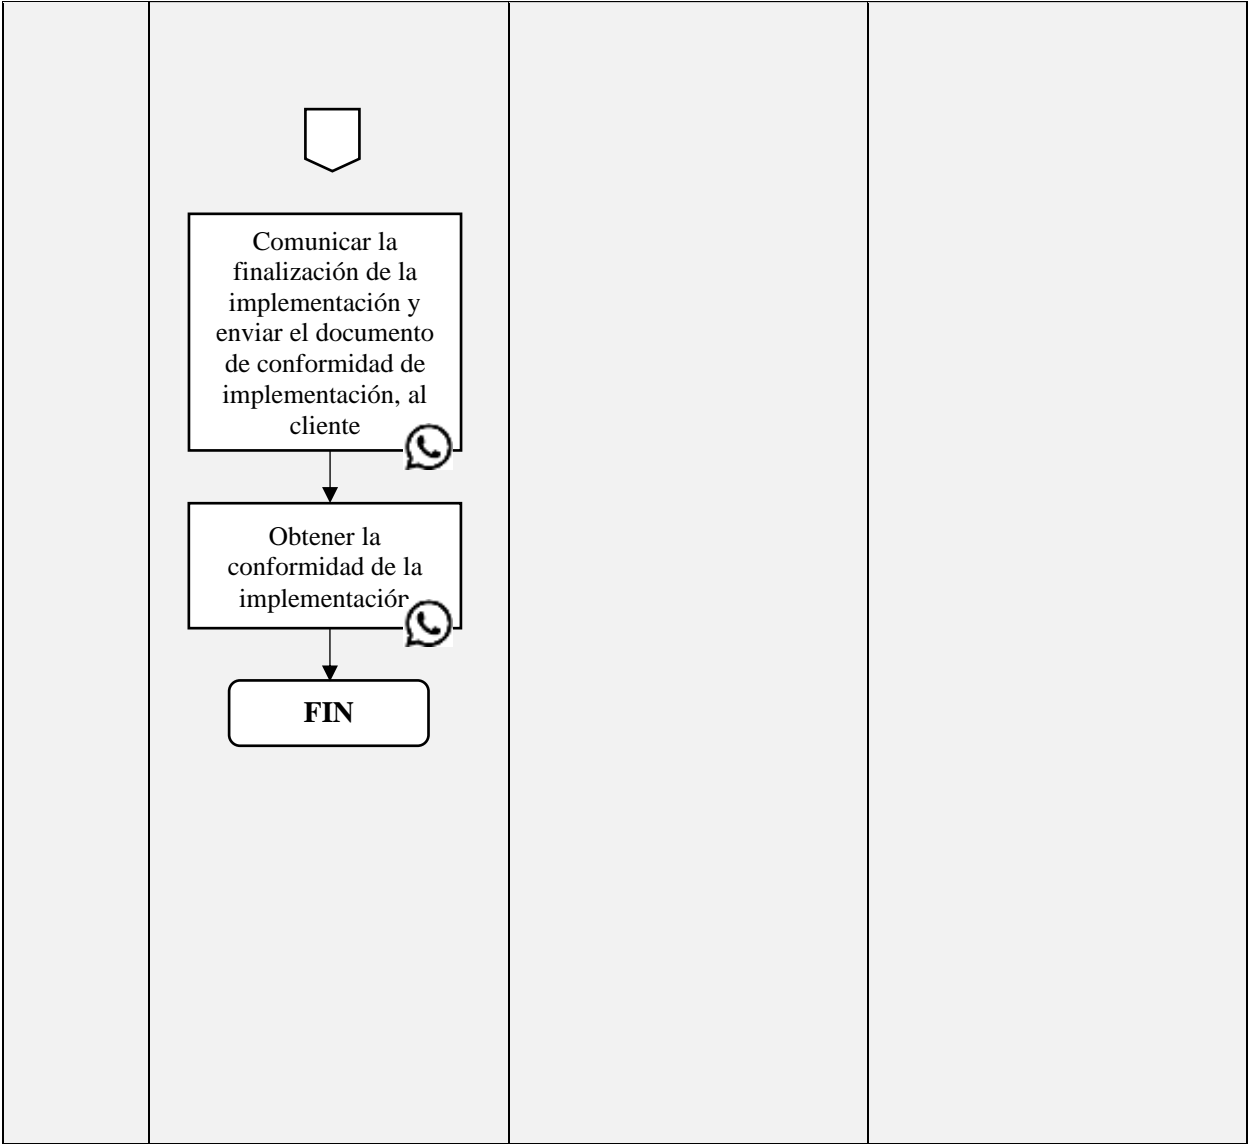 Comunicar la
finalización de la
implementación y
enviar el documento
de conformidad de
implementación, al
cliente
Obtener la
conformidad de la
implementación
FIN